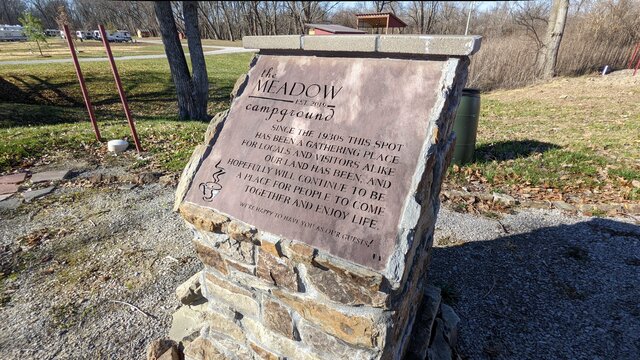 the
MEADOW
EST. 2019
campground
SINCE THE 1930S THIS SPOT
HAS BEEN A GATHERING PLACE
FOR LOCALS AND VISITORS ALIKE
OUR LAND HAS BEEN, AND
HOPEFULLY WILL CONTINUE TO BE
A PLACE FOR PEOPLE TO COME
TOGETHER AND ENJOY LIFE.
WE'RE HAPPY TO HAVE YOU AS OUR GUESTS!